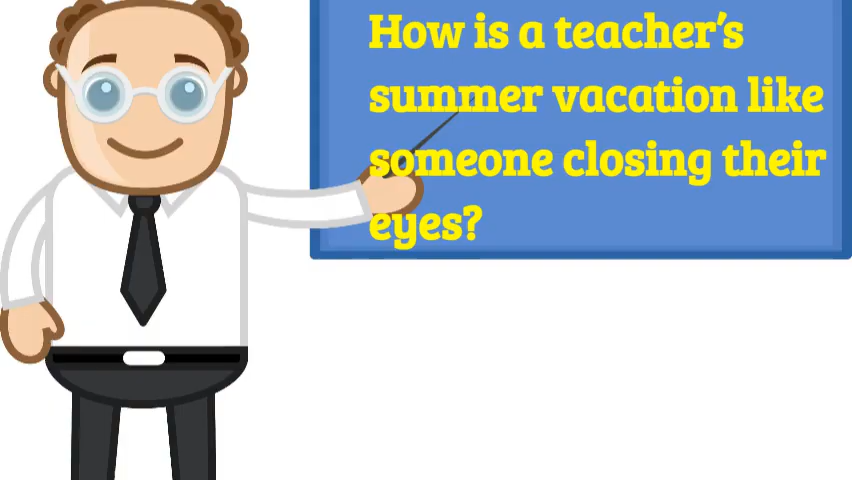 How is a teacher’s
summer vacation like
someone closing their
eyes?